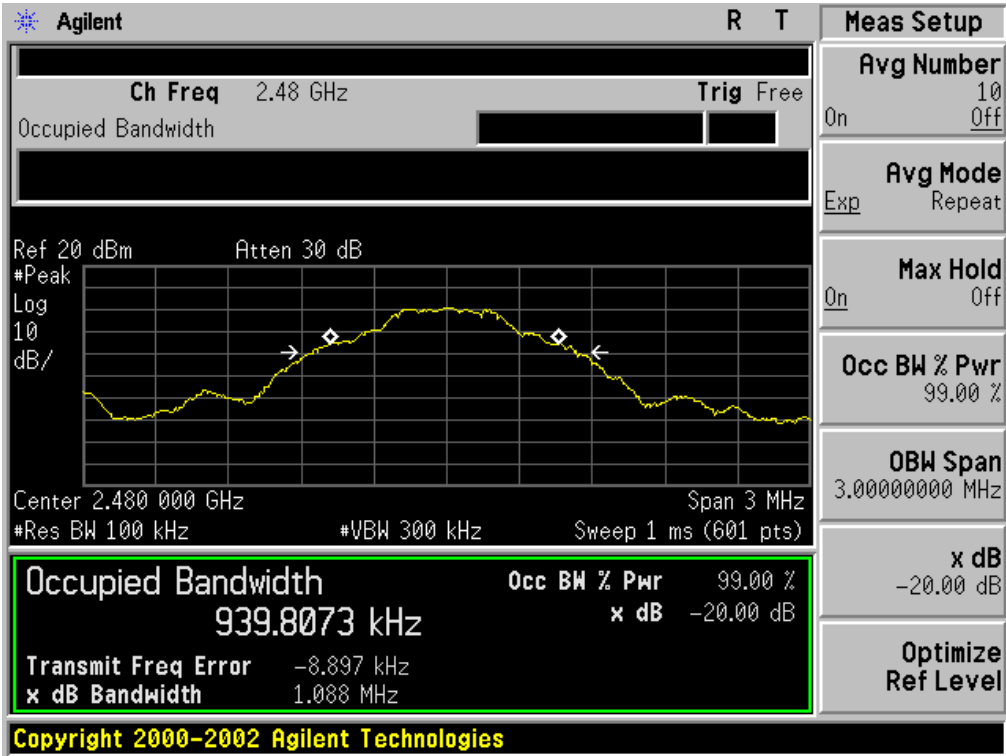 Agilent R T
Meas Setup
Ch Freq 2.48 GHz Trig Free
Occupied Bandwidth
Ref 20 dBm Atten 30 dB
#Peak
Log
10
dB/
Center 2.480 000 GHz Span 3 MHz
#Res BW 100 kHz #VBW 300 kHz Sweep 1 ms (601 pts)
Occupied Bandwidth
939.8073 kHz
Occ BW % Pwr 99.00 %
x dB -20.00 dB
Transmit Freq Error -8.897 kHz
x dB Bandwidth 1.088 MHz
Avg Number
10
On Off
Avg Mode
Exp Repeat
Max Hold
On Off
Occ BW % Pwr
99.00 %
OBW Span
3.00000000 MHz
x dB
-20.00 dB
Optimize
Ref Level
Copyright 2000-2002 Agilent Technologies